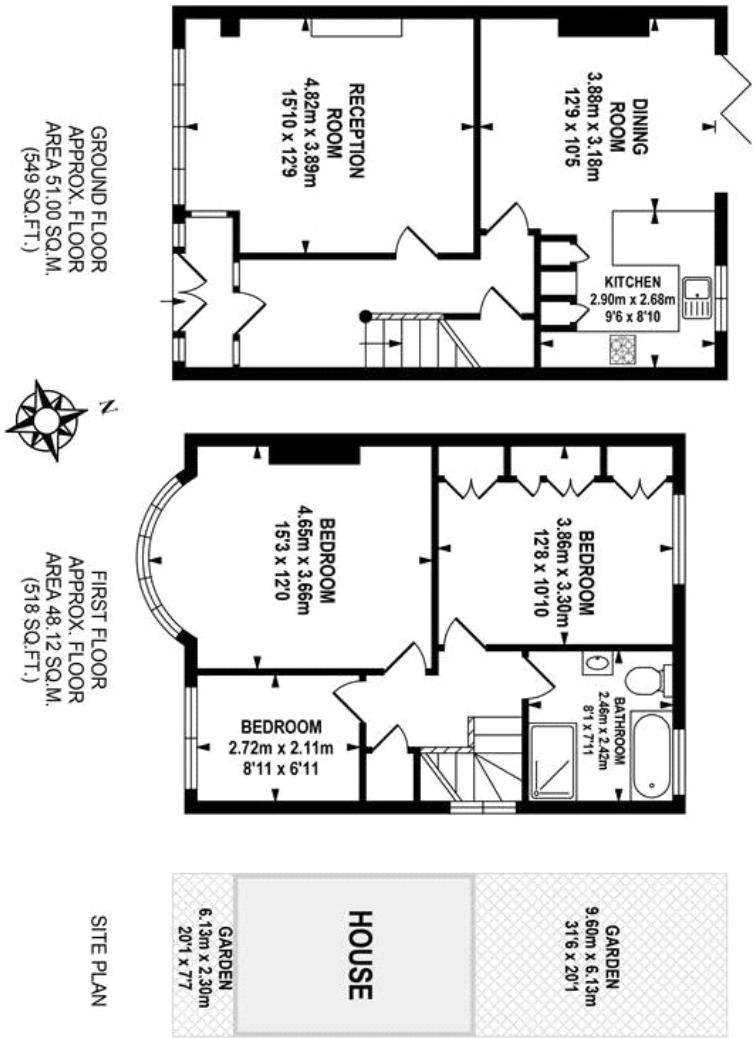 RECEPTION
ROOM
4.82m x 3.89m
15'10 x 12'9
DINING
ROOM
3.88m x 3.18m
12'9 x 10'5
KITCHEN
2.90m x 2.68m
9'6 x 8'10
GROUND FLOOR
APPROX. FLOOR
AREA 51.00 SQ.M.
(549 SQ.FT.)
N
BEDROOM
4.65m x 3.66m
15'3 x 12'0
BEDROOM
3.86m x 3.30m
12'8 x 10'10
BEDROOM
2.72m x 2.11m
8'11 x 6'11
BATHROOM
2.46m x 2.42m
8'1 x 7'11
FIRST FLOOR
APPROX. FLOOR
AREA 48.12 SQ.M.
(518 SQ.FT.)
GARDEN
6.13m x 2.30m
20'1 x 7'7
HOUSE
GARDEN
9.60m x 6.13m
31'6 x 20'1
SITE PLAN